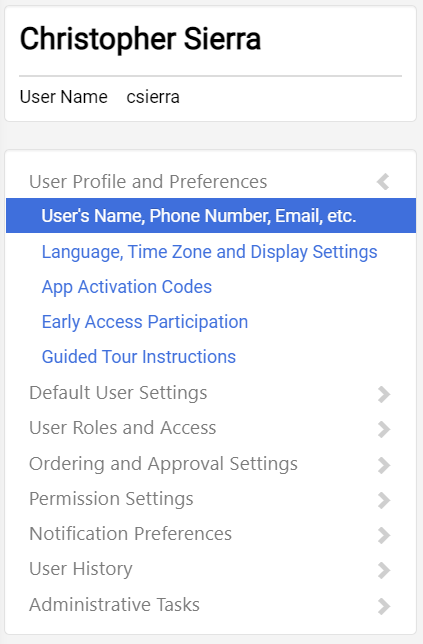 Christopher Sierra
User Name csierra
User Profile and Preferences
User's Name, Phone Number, Email, etc.
Language, Time Zone and Display Settings
App Activation Codes
Early Access Participation
Guided Tour Instructions
Default User Settings
User Roles and Access
Ordering and Approval Settings
Permission Settings
Notification Preferences
User History
Administrative Tasks